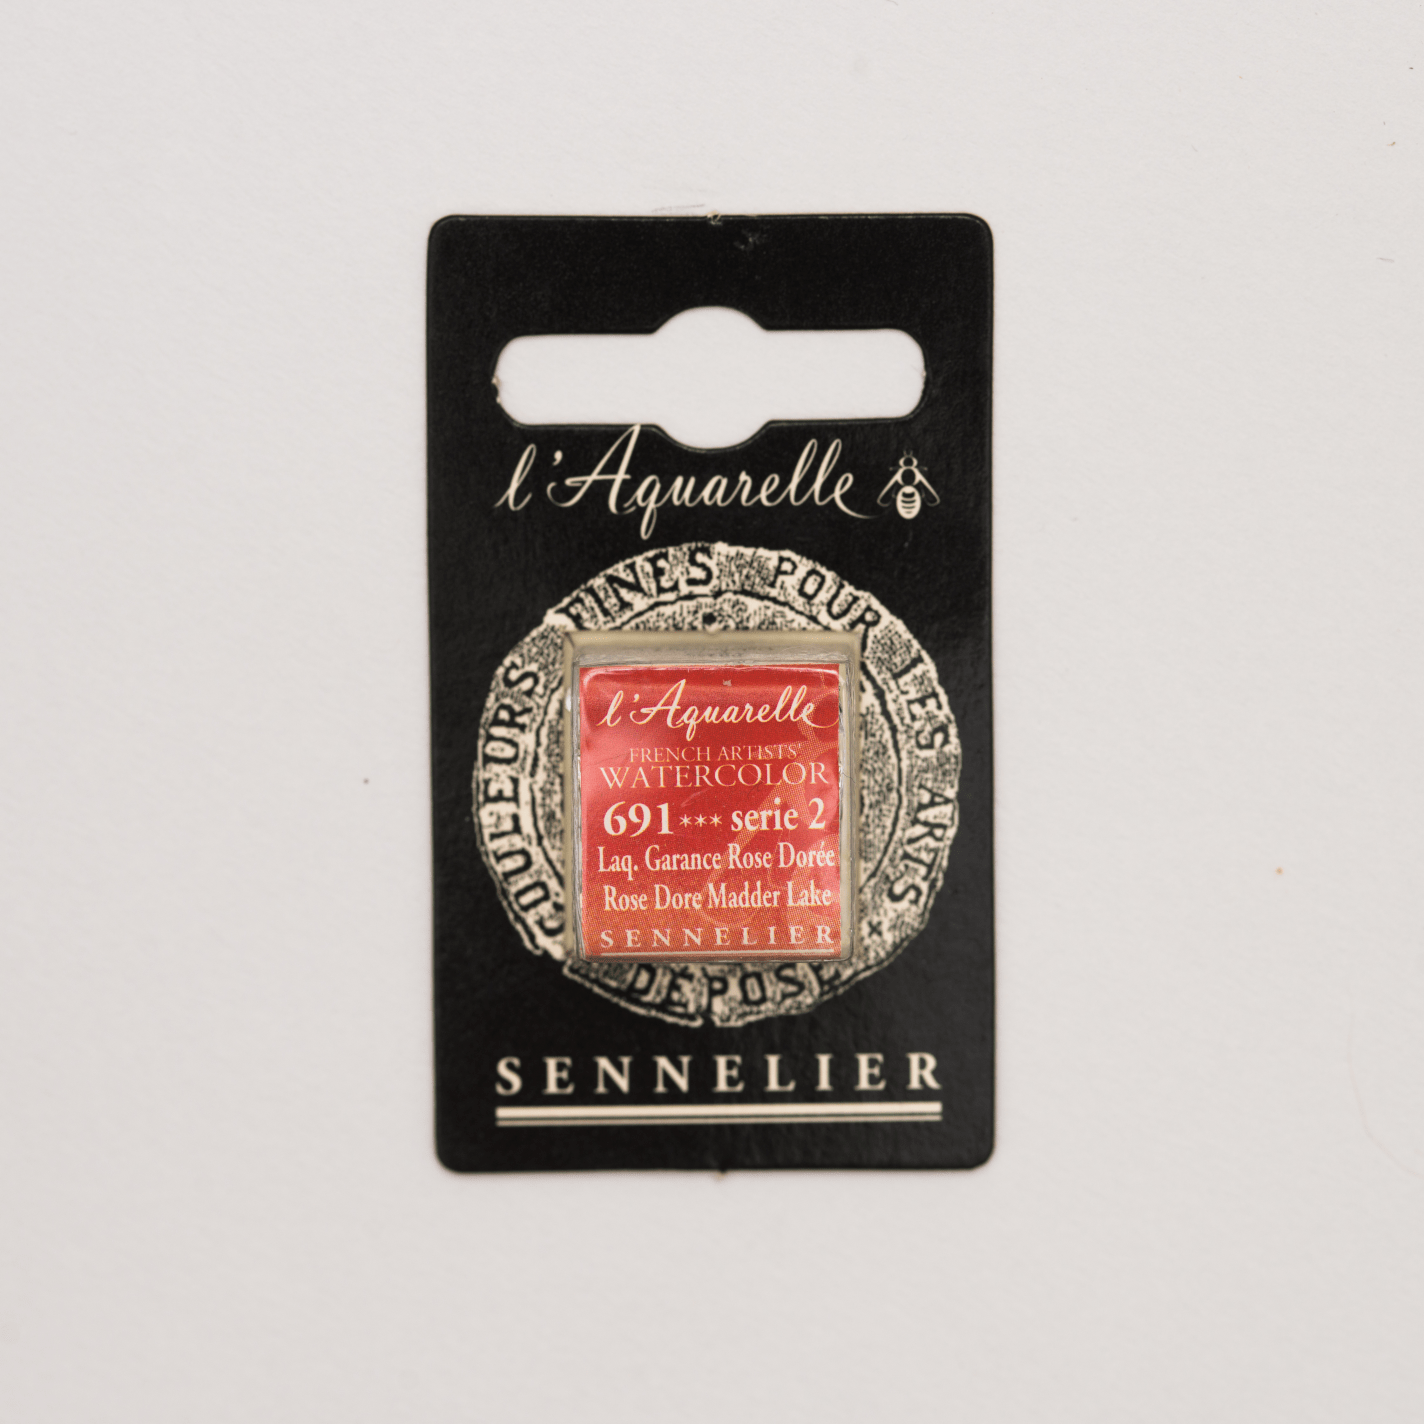 l'Aquarelle
COULEURS FINES POUR LES ARTS
DÉPOSÉ
l'Aquarelle
FRENCH ARTISTS'
WATERCOLOR
691*** serie 2
Laq. Garance Rose Dorée
Rose Dore Madder Lake
SENNELIER
SENNELIER